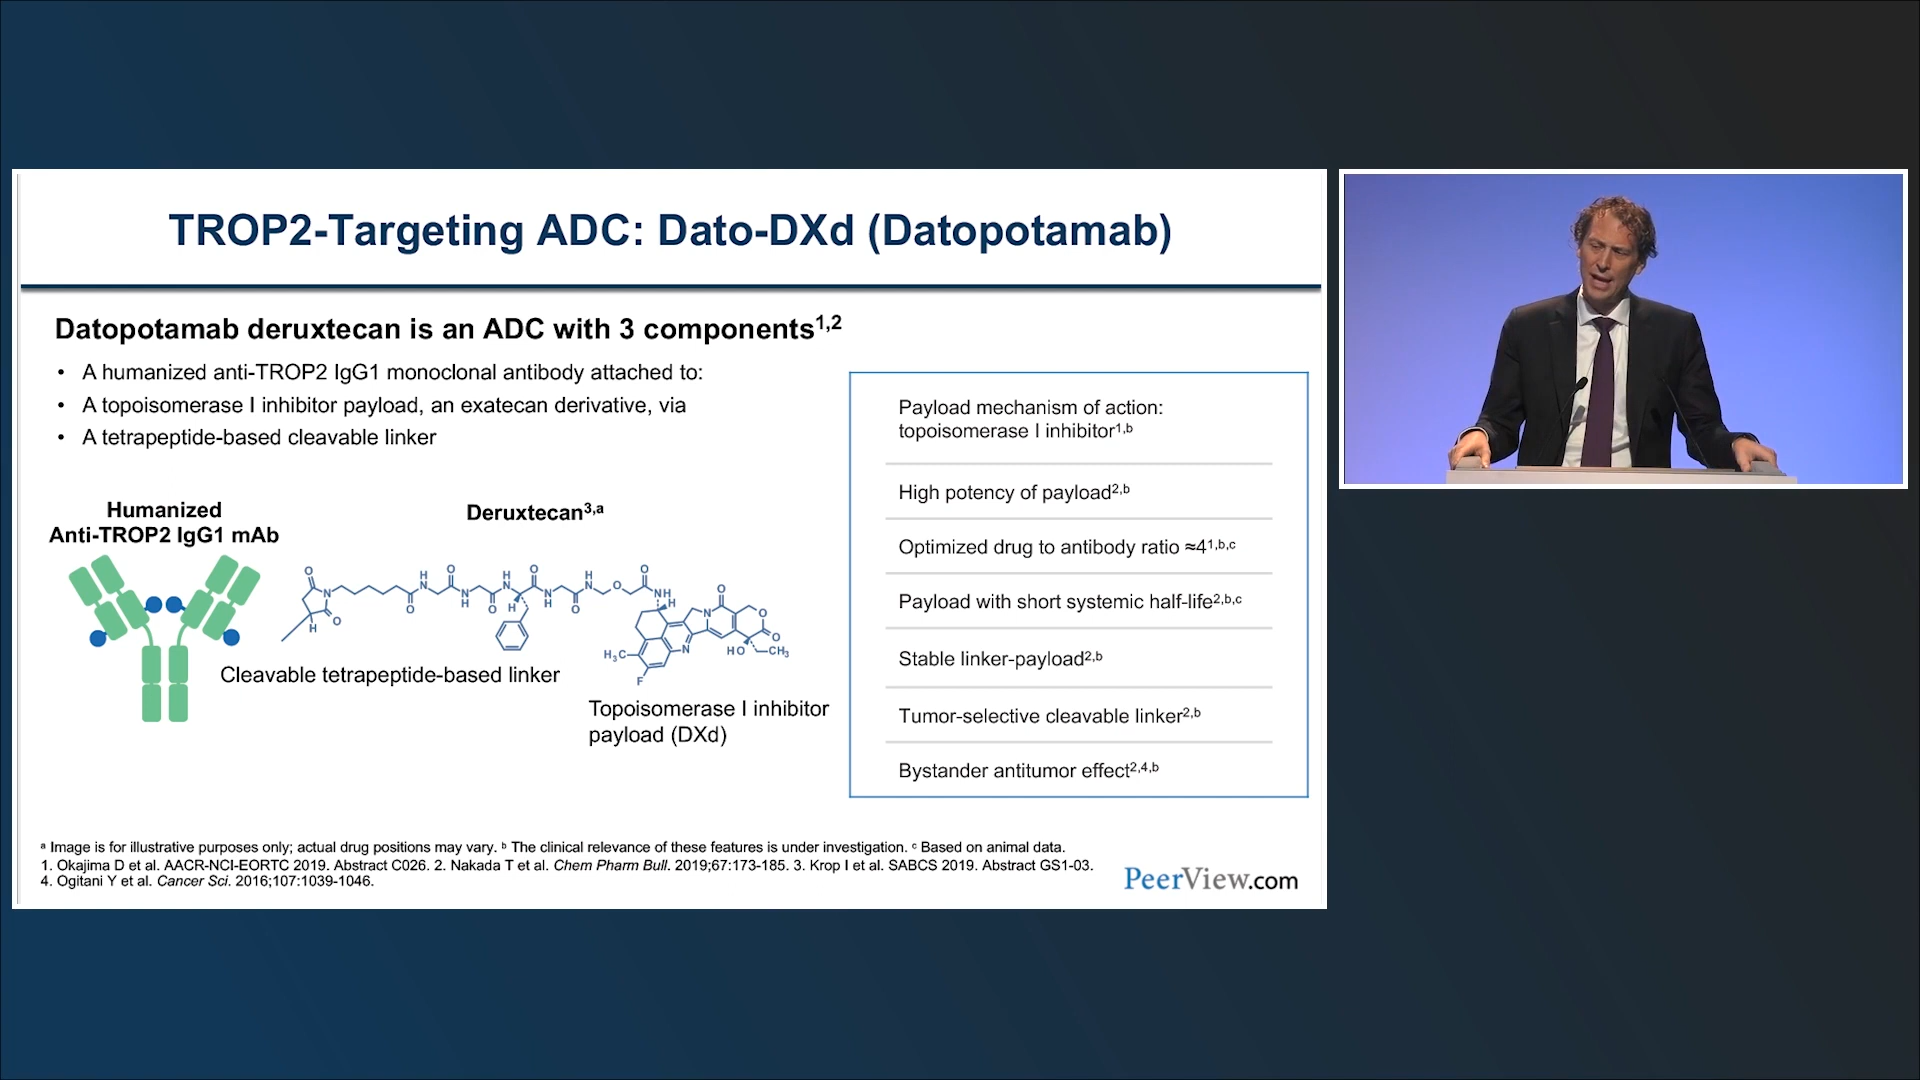 TROP2-Targeting ADC: Dato-DXd (Datopotamab)
Datopotamab deruxtecan is an ADC with 3 components1,2
• A humanized anti-TROP2 IgG1 monoclonal antibody attached to:
• A topoisomerase I inhibitor payload, an exatecan derivative, via
• A tetrapeptide-based cleavable linker
Humanized
Anti-TROP2 IgG1 mAb
Deruxtecan3,a
O
N
O
H
O
H
N
O
N
H
O
H
N
H
O
N
H
O
H
N
O
O
NH
H
N
O
O
O
N
HO
CH3
H3C
F
Cleavable tetrapeptide-based linker
Topoisomerase I inhibitor
payload (DXd)
Payload mechanism of action:
topoisomerase I inhibitor1,b
High potency of payload2,b
Optimized drug to antibody ratio ≈41,b,c
Payload with short systemic half-life2,b,c
Stable linker-payload2,b
Tumor-selective cleavable linker2,b
Bystander antitumor effect2,4,b
a Image is for illustrative purposes only; actual drug positions may vary. b The clinical relevance of these features is under investigation. c Based on animal data.
1. Okajima D et al. AACR-NCI-EORTC 2019. Abstract C026. 2. Nakada T et al. Chem Pharm Bull. 2019;67:173-185. 3. Krop I et al. SABCS 2019. Abstract GS1-03.
4. Ogitani Y et al. Cancer Sci. 2016;107:1039-1046.
PeerView.com